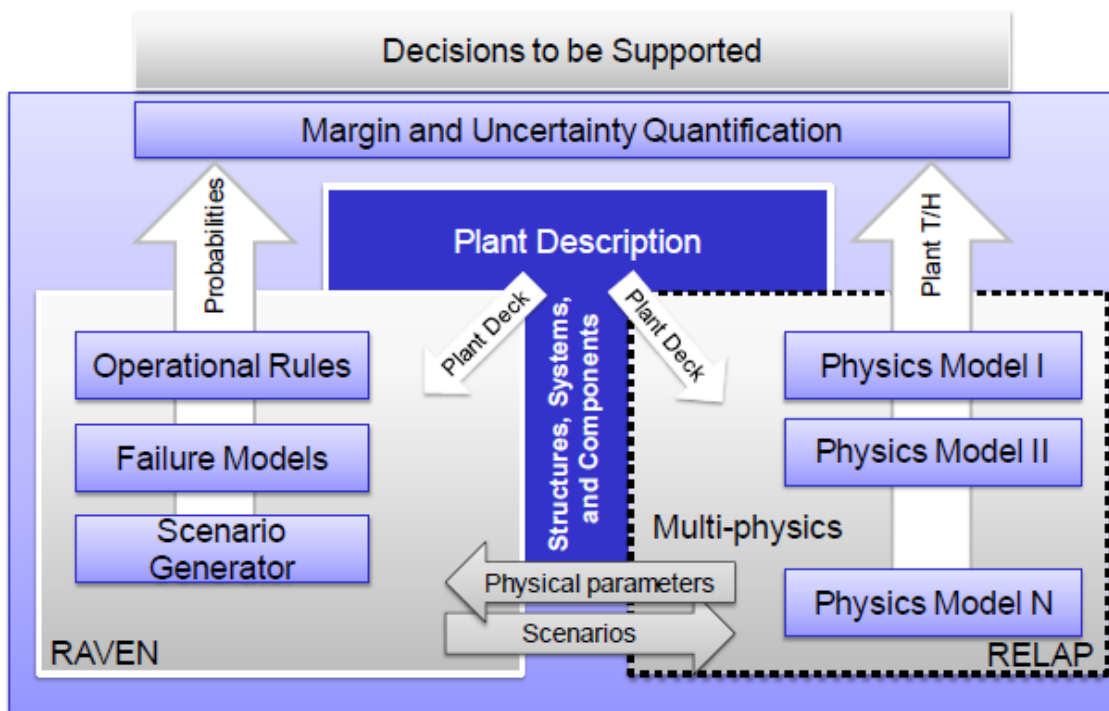 Decisions to be Supported
Margin and Uncertainty Quantification
Probabilities
Plant Description
Plant T/H
Plant Deck
Plant Deck
Structures, Systems,
and Components
Operational Rules
Failure Models
Scenario
Generator
RAVEN
Physics Model I
Physics Model II
Multi-physics
Physics Model N
RELAP
Physical parameters
Scenarios